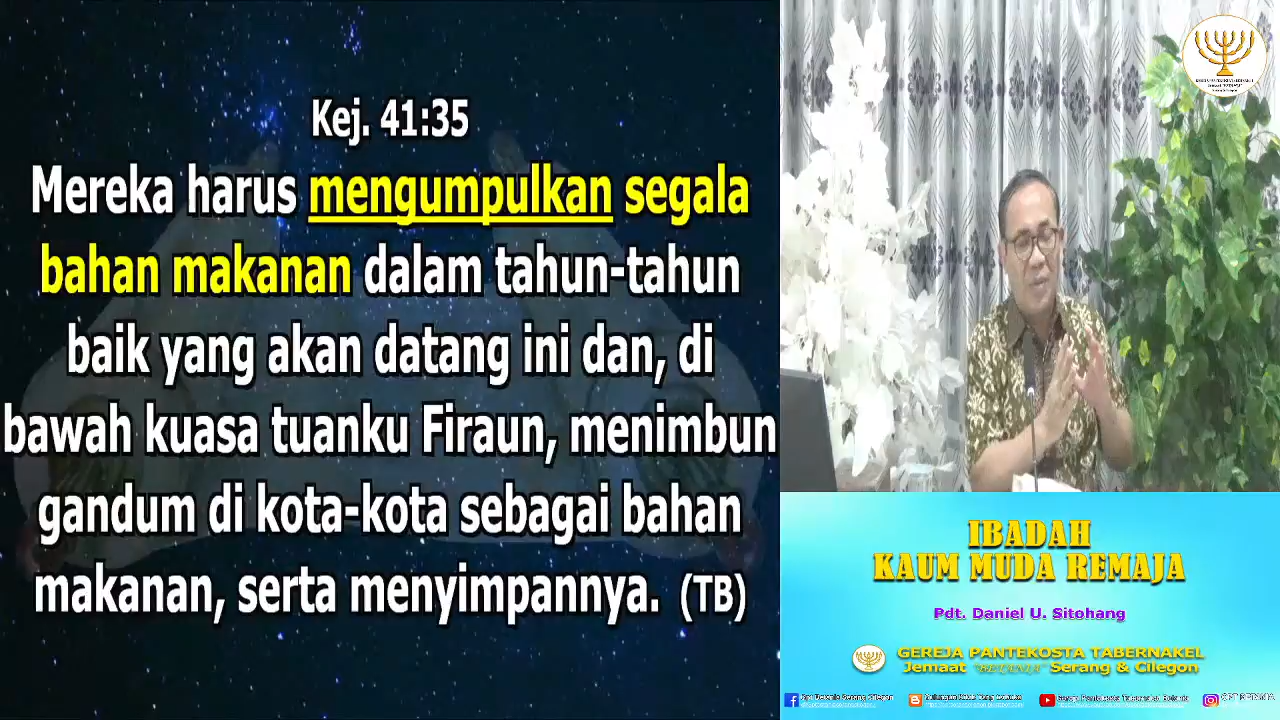 Kej. 41:35
Mereka harus mengumpulkan segala
bahan makanan dalam tahun-tahun
baik yang akan datang ini dan, di
bawah kuasa tuanku Firaun, menimbun
gandum di kota-kota sebagai bahan
makanan, serta menyimpannya. (TB)
IBADAH
KAUM MUDA REMAJA
Pdt. Daniel U. Sitohang
GEREJA PANTEKOSTA TABERNAKEL
Jemaat "BETANIA" Serang & Cilegon